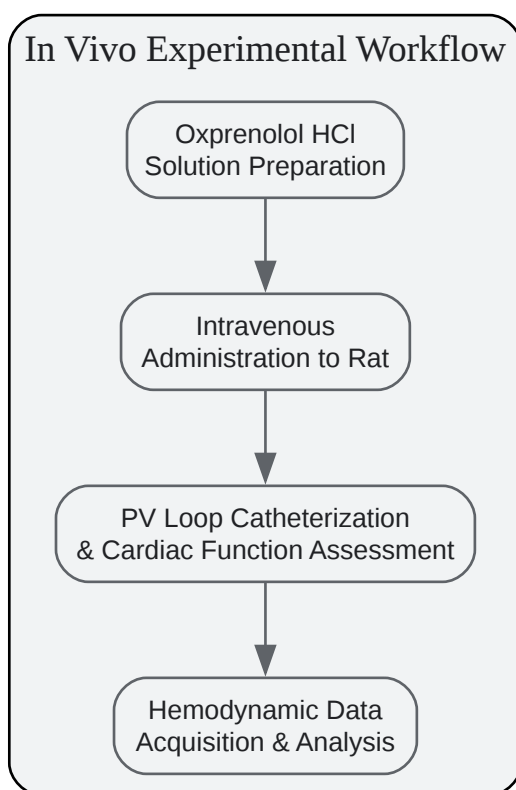 In Vivo Experimental Workflow
Oxprenolol HCl
Solution Preparation
Intravenous
Administration to Rat
PV Loop Catheterization
& Cardiac Function Assessment
Hemodynamic Data
Acquisition & Analysis